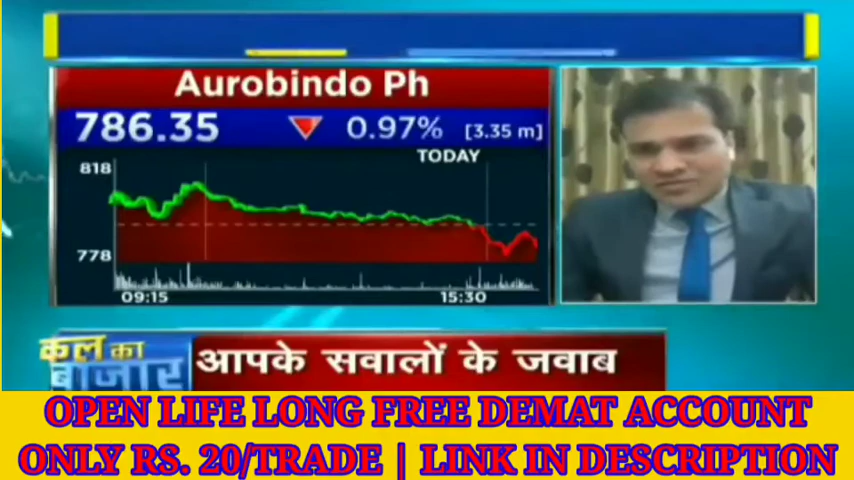 Aurobindo Ph
786.35 ▼ 0.97% [3.35 m]
TODAY
818
778
09:15 15:30
कल का
बाजार
आपके सवालों के जवाब
OPEN LIFE LONG FREE DEMAT ACCOUNT
ONLY RS. 20/TRADE | LINK IN DESCRIPTION